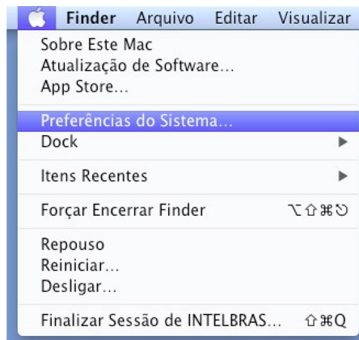 Finder Arquivo Editar Visualizar
Sobre Este Mac
Atualização de Software...
App Store...
Preferências do Sistema...
Dock ▶
Itens Recentes ▶
Forçar Encerrar Finder ⌥⇧⌘⎋
Repouso
Reiniciar...
Desligar...
Finalizar Sessão de INTELBRAS... ⇧⌘Q